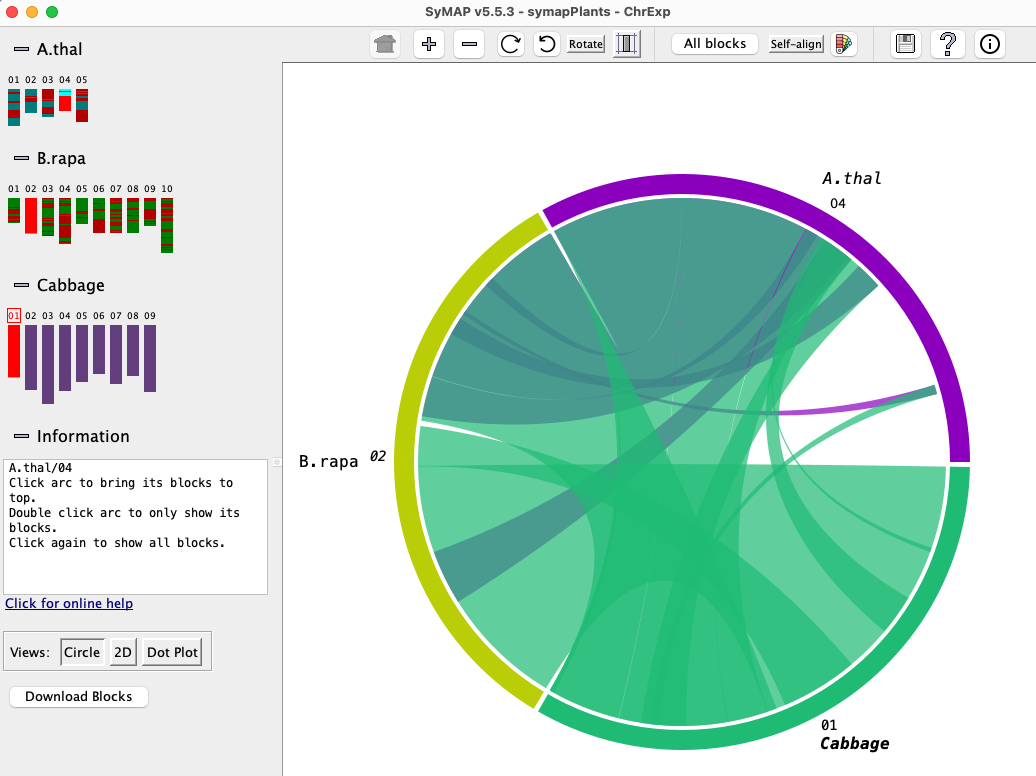 SyMAP v5.5.3 - symapPlants - ChrExp
Rotate
All blocks
Self-align
?
A.thal
01 02 03 04 05
B.rapa
01 02 03 04 05 06 07 08 09 10
Cabbage
01 02 03 04 05 06 07 08 09
Information
A.thal/04
Click arc to bring its blocks to
top.
Double click arc to only show its
blocks.
Click again to show all blocks.
Click for online help
Views: Circle 2D Dot Plot
Download Blocks
A.thal
04
B.rapa 02
01
Cabbage